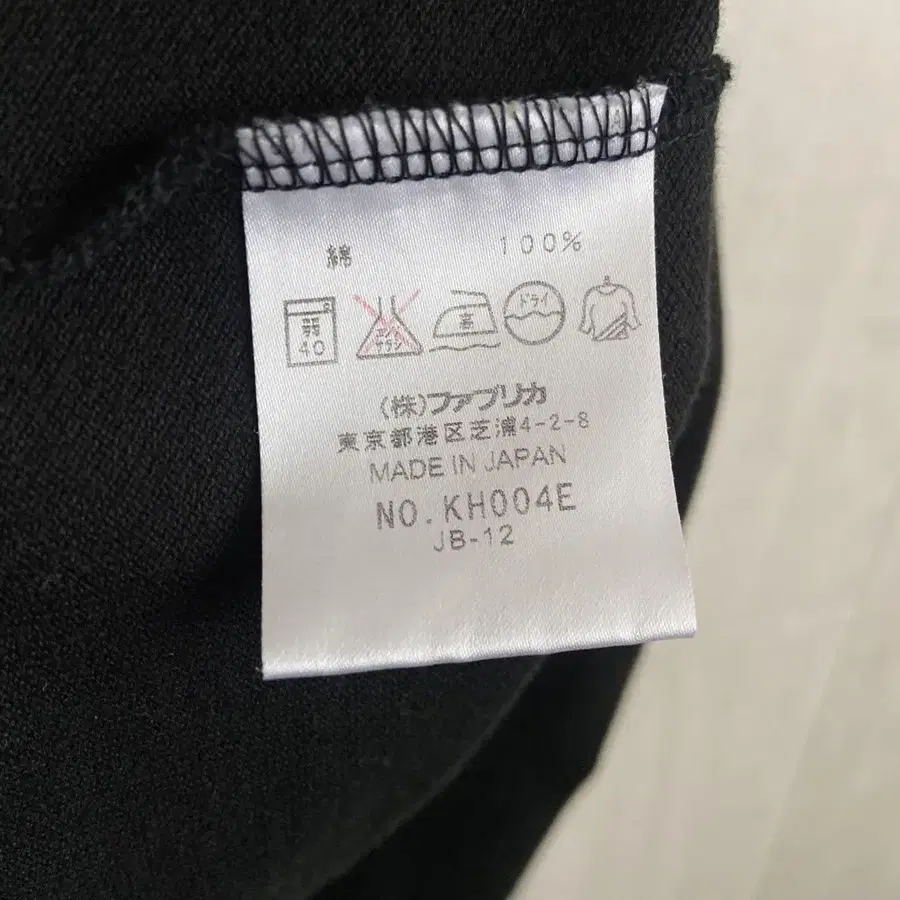 綿 100%
弱 40 エンソ サラシ 高 ドライ
(株)ファブリカ
東京都港区芝浦4-2-8
MADE IN JAPAN
NO.KH004E
JB-12